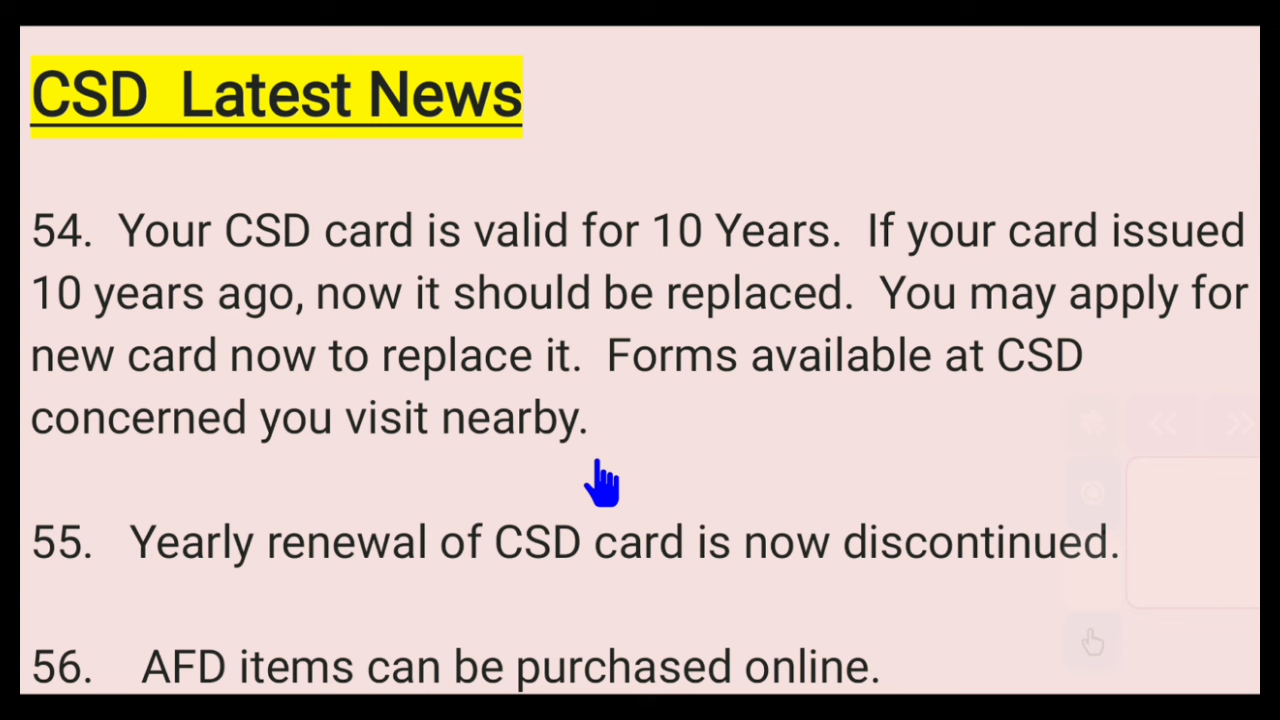 CSD  Latest News
54.  Your CSD card is valid for 10 Years.  If your card issued
10 years ago, now it should be replaced.  You may apply for
new card now to replace it.  Forms available at CSD
concerned you visit nearby.
55.   Yearly renewal of CSD card is now discontinued.
56.    AFD items can be purchased online.